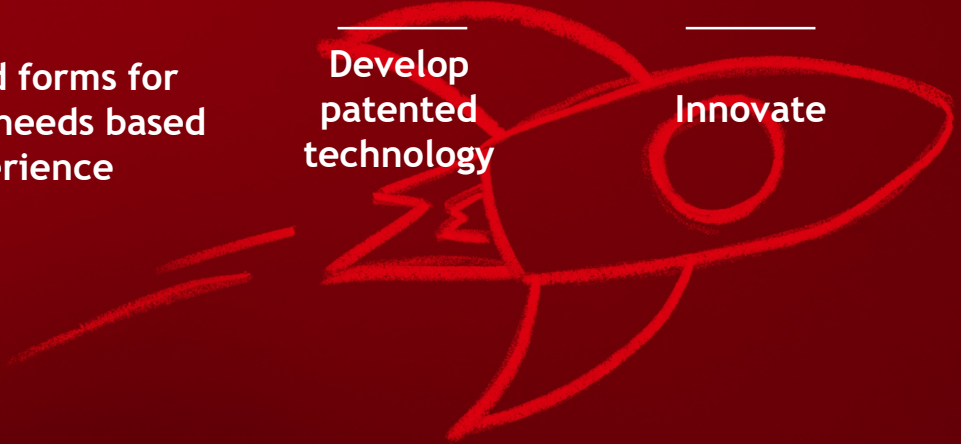 forms for
needs based
Develop
patented
technology
Innovate